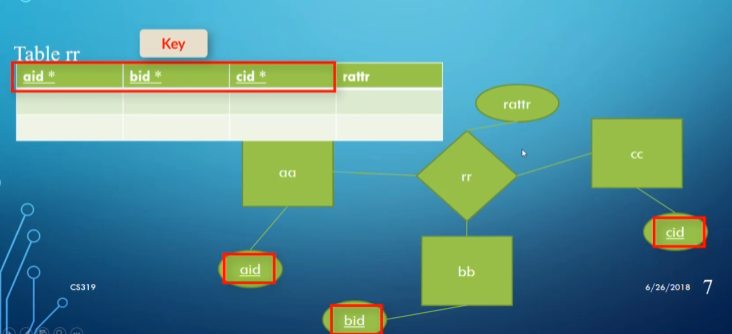 Key
Table rr
aid *	bid *	cid *	rattr
rattr
cc
aa
rr
cid
aid
bb
CS319
6/26/2018
7
bid